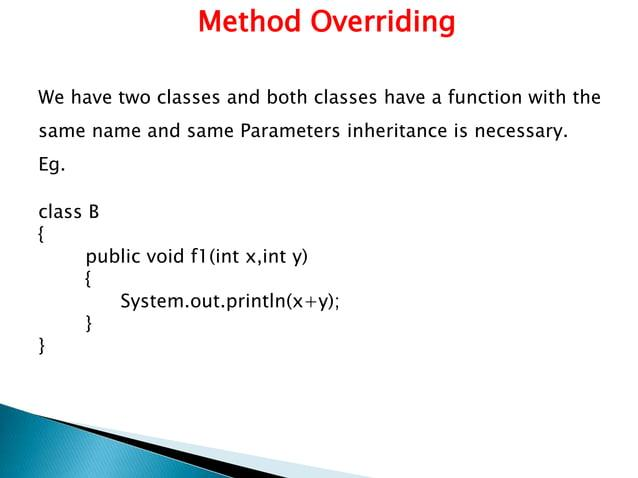 Method Overriding
We have two classes and both classes have a function with the
same name and same Parameters inheritance is necessary.
Eg.
class B
{
public void f1(int x,int y)
{
System.out.println(x+y);
}
}